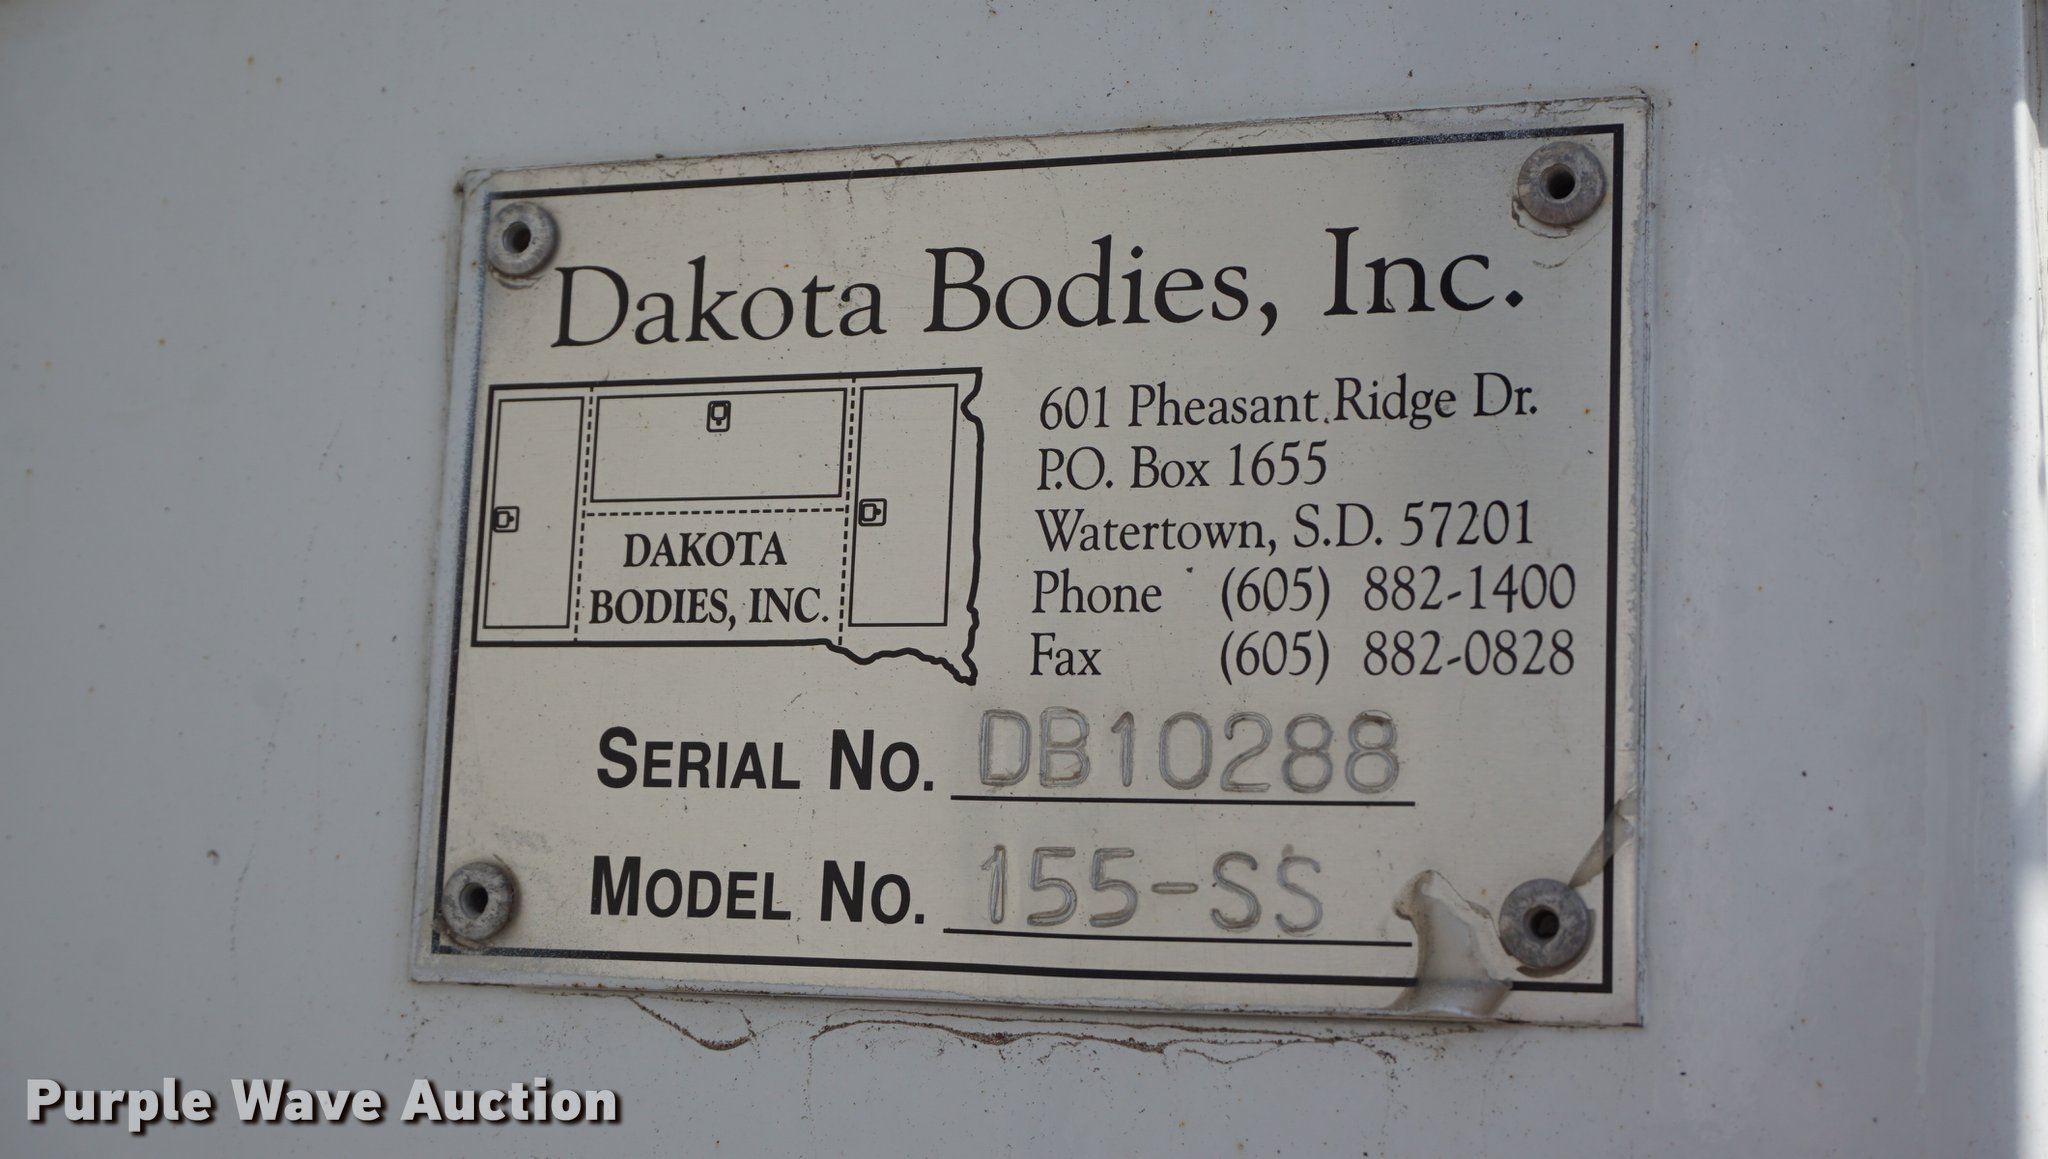 Dakota Bodies, Inc.
DAKOTA
BODIES, INC.
601 Pheasant Ridge Dr.
P.O. Box 1655
Watertown, S.D. 57201
Phone (605) 882-1400
Fax (605) 882-0828
SERIAL NO. DB10288
MODEL NO. 155-SS
Purple Wave Auction